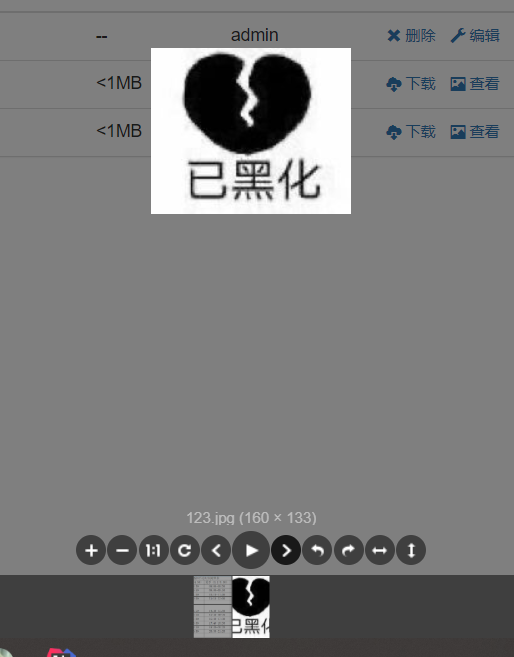 -- admin 删除 编辑
<1MB 下载 查看
<1MB 下载 查看
已黑化
123.jpg (160 × 133)
1:1
已黑化